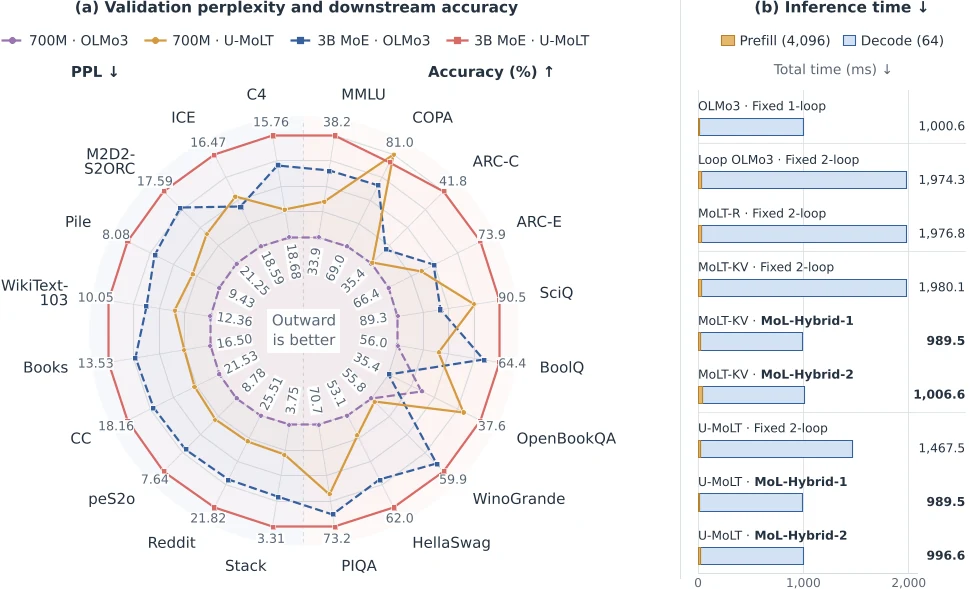 (a) Validation perplexity and downstream accuracy
700M · OLMo3
700M · U-MoLT
3B MoE · OLMo3
3B MoE · U-MoLT
PPL ↓
Accuracy (%) ↑
C4
MMLU
ICE
COPA
M2D2-
S2ORC
ARC-C
Pile
ARC-E
WikiText-
103
SciQ
Books
BoolQ
CC
OpenBookQA
peS2o
WinoGrande
Reddit
HellaSwag
Stack
PIQA
15.76
38.2
16.47
81.0
17.59
41.8
8.08
73.9
10.05
90.5
13.53
64.4
18.16
37.6
7.64
59.9
21.82
62.0
3.31
73.2
18.68
33.9
18.59
69.0
21.25
35.4
9.43
66.4
12.36
89.3
16.50
56.0
21.53
35.4
8.78
55.8
25.51
53.1
3.75
70.7
Outward
is better
(b) Inference time ↓
Prefill (4,096)
Decode (64)
Total time (ms) ↓
OLMo3 · Fixed 1-loop
1,000.6
Loop OLMo3 · Fixed 2-loop
1,974.3
MoLT-R · Fixed 2-loop
1,976.8
MoLT-KV · Fixed 2-loop
1,980.1
MoLT-KV · MoL-Hybrid-1
989.5
MoLT-KV · MoL-Hybrid-2
1,006.6
U-MoLT · Fixed 2-loop
1,467.5
U-MoLT · MoL-Hybrid-1
989.5
U-MoLT · MoL-Hybrid-2
996.6
0
1,000
2,000